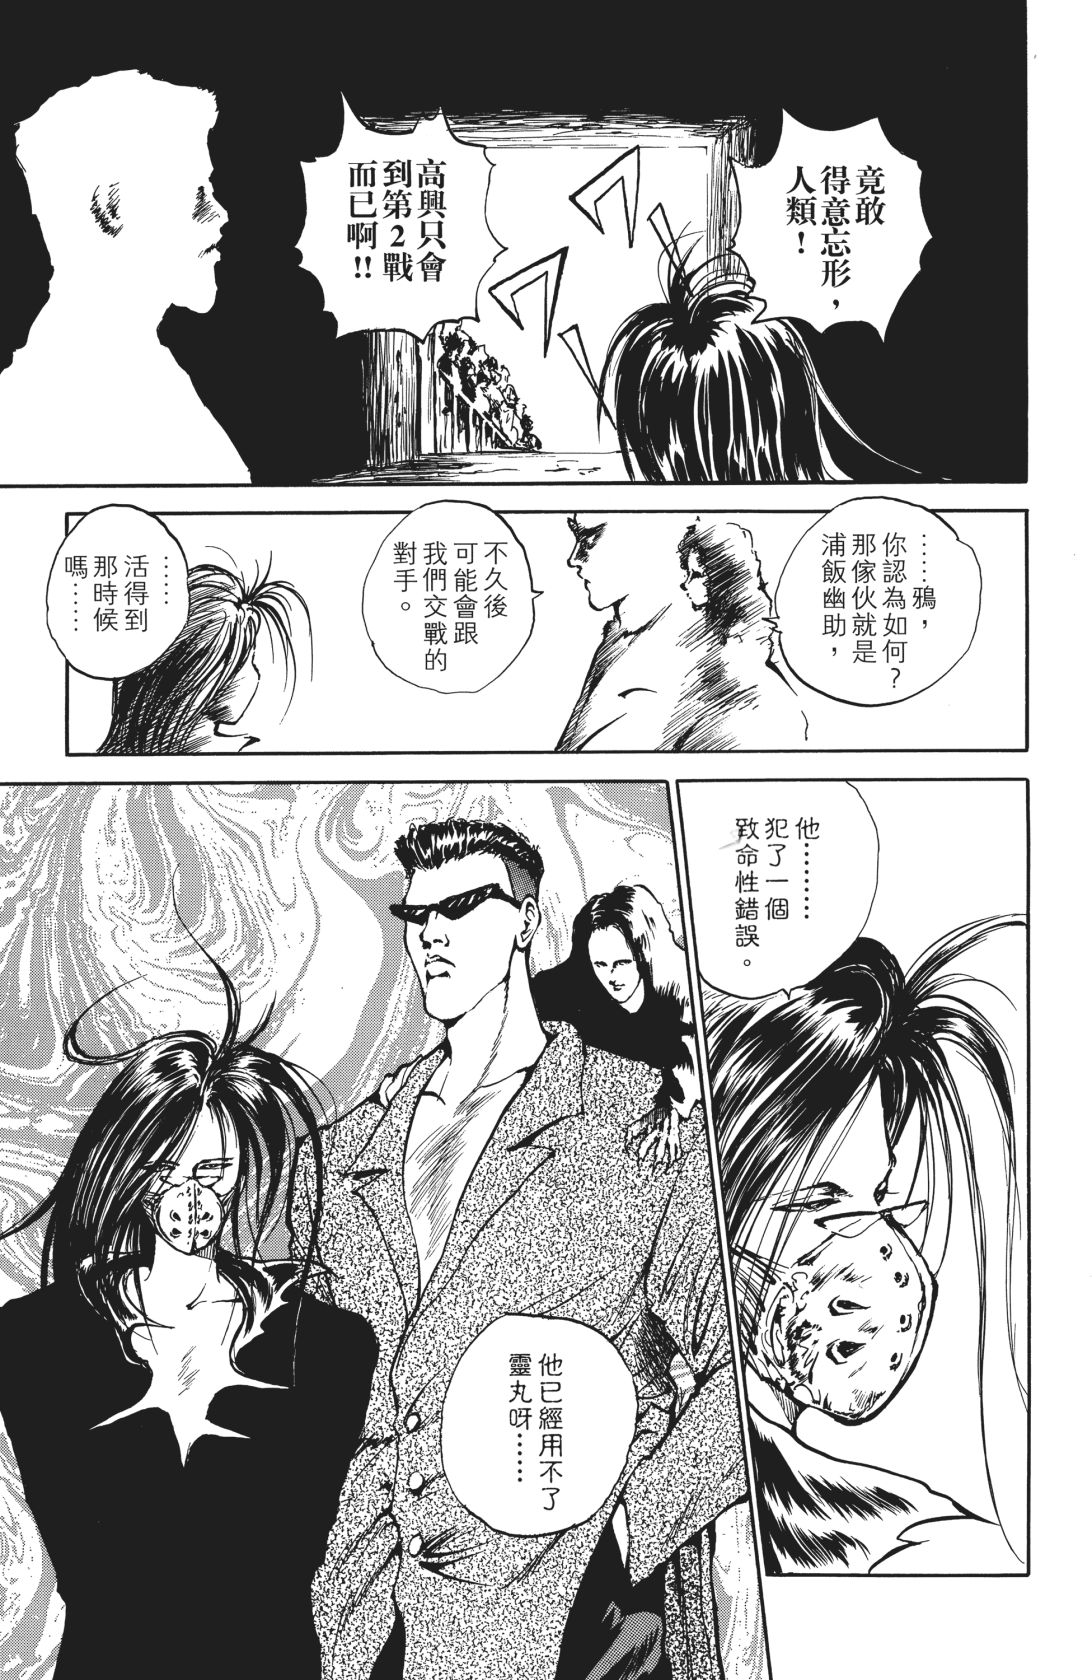 竟敢
得意忘形，
人類！
高興只會
到第2戰
而已啊!!
……鴉，
你認為如何？
那傢伙就是
浦飯幽助，
不久後
可能會跟
我們交戰的
對手。
……
活得到
那時候
嗎……
他………
犯了一個
致命性錯誤。
他已經用不了
靈丸呀……